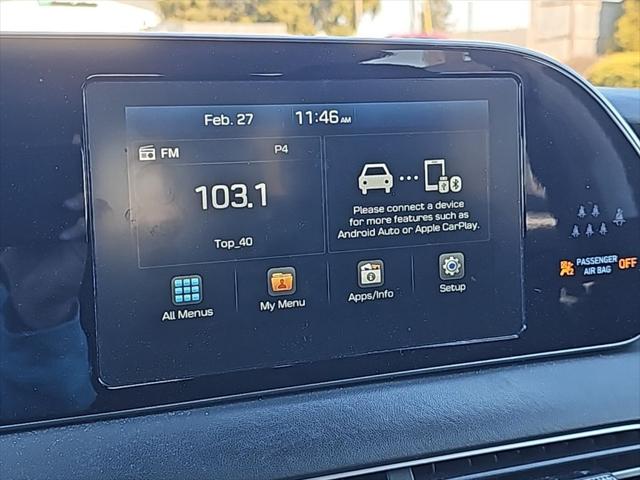 Feb. 27 11:46 AM
FM P4
103.1
Top_40
Please connect a device
for more features such as
Android Auto or Apple CarPlay.
All Menus My Menu Apps/Info Setup
PASSENGER
AIR BAG OFF